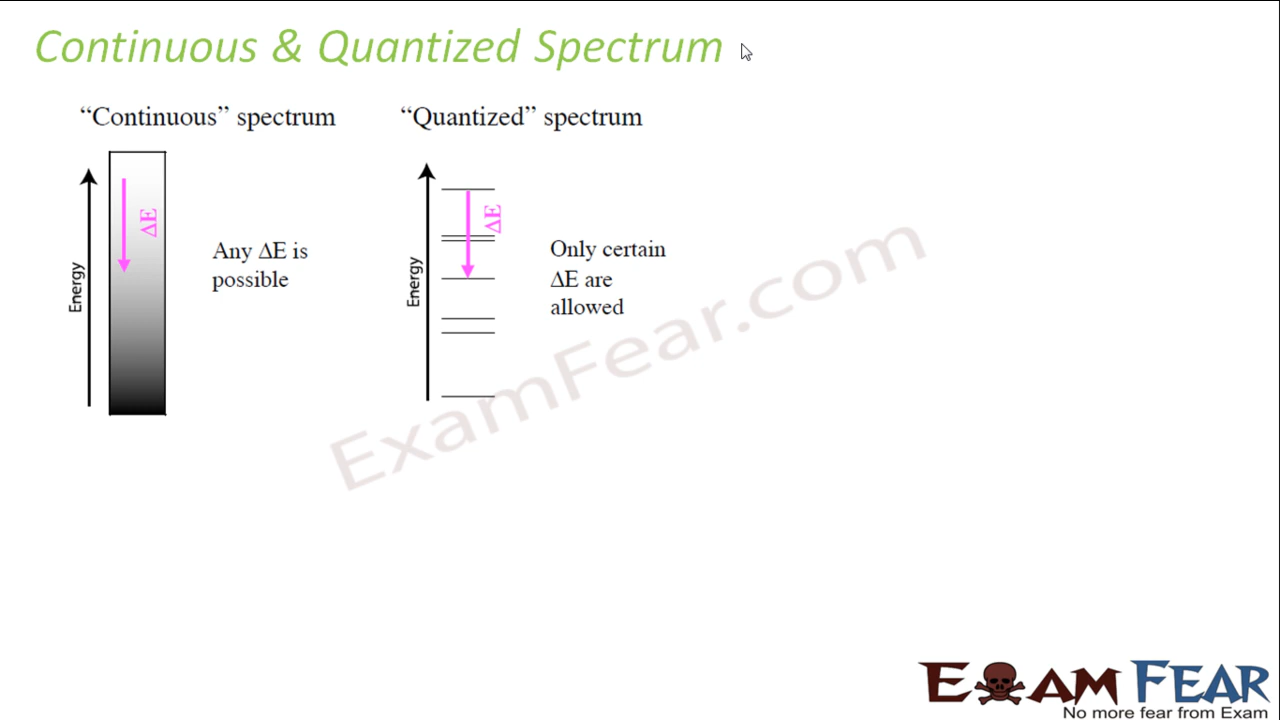 Continuous & Quantized Spectrum
“Continuous” spectrum
Energy
ΔE
Any ΔE is
possible
“Quantized” spectrum
Energy
ΔE
Only certain
ΔE are
allowed
ExamFear.com
EXAM FEAR
No more fear from Exam